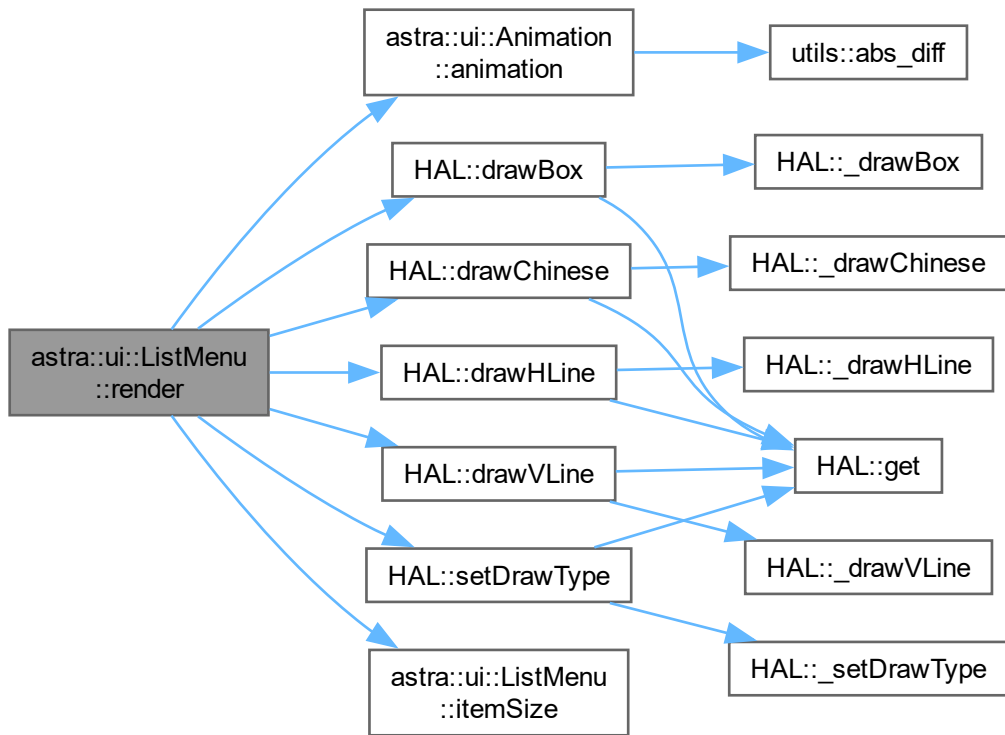 astra::ui::ListMenu
::render
astra::ui::Animation
::animation
HAL::drawBox
HAL::drawChinese
HAL::drawHLine
HAL::drawVLine
HAL::setDrawType
astra::ui::ListMenu
::itemSize
utils::abs_diff
HAL::_drawBox
HAL::_drawChinese
HAL::_drawHLine
HAL::get
HAL::_drawVLine
HAL::_setDrawType